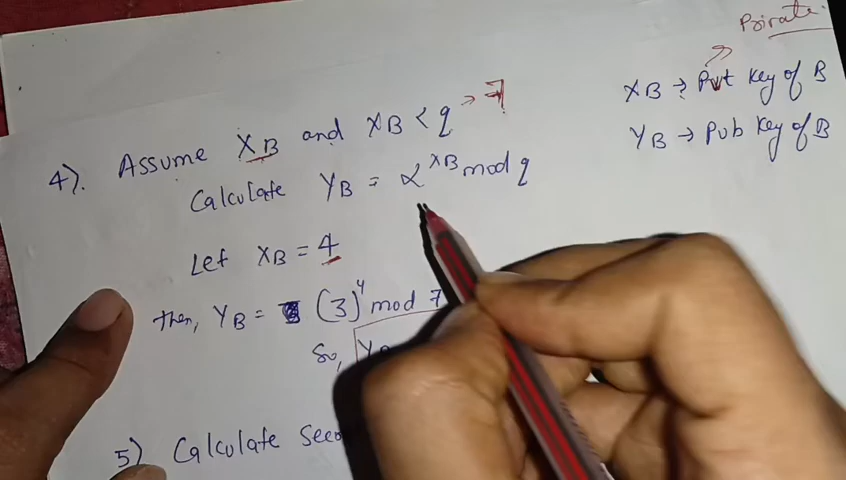 Private.
XB → Pvt key of B
YB → Pub key of B
4). Assume XB and XB < q → 7
Calculate YB = α^XB mod q
Let XB = 4
then, YB = (3)^4 mod 7
So,
5) Calculate